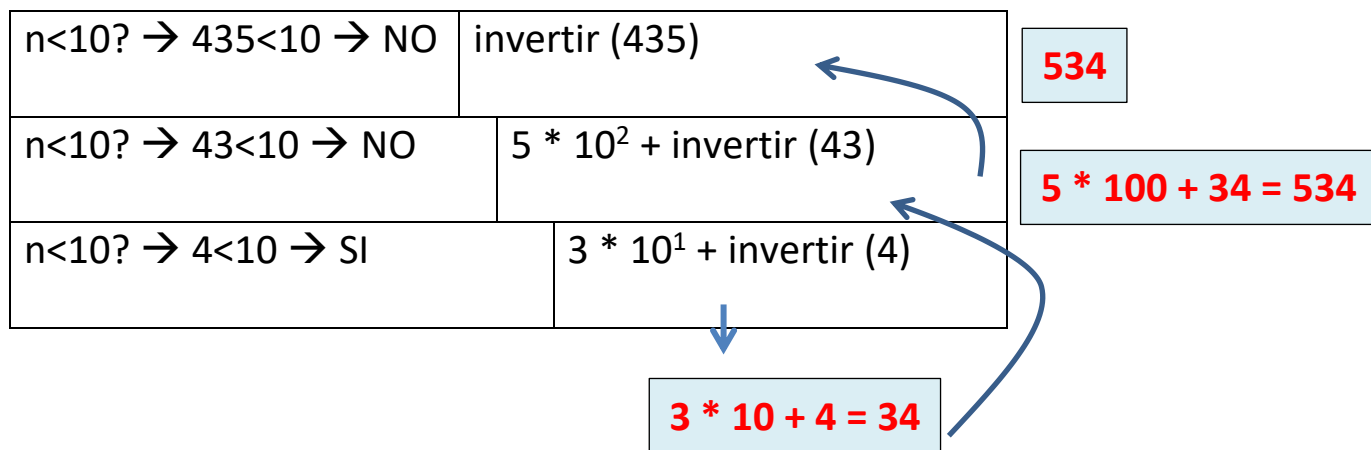 n<10? → 435<10 → NO
invertir (435)
534
n<10? → 43<10 → NO
5 * 10² + invertir (43)
5 * 100 + 34 = 534
n<10? → 4<10 → SI
3 * 10¹ + invertir (4)
3 * 10 + 4 = 34